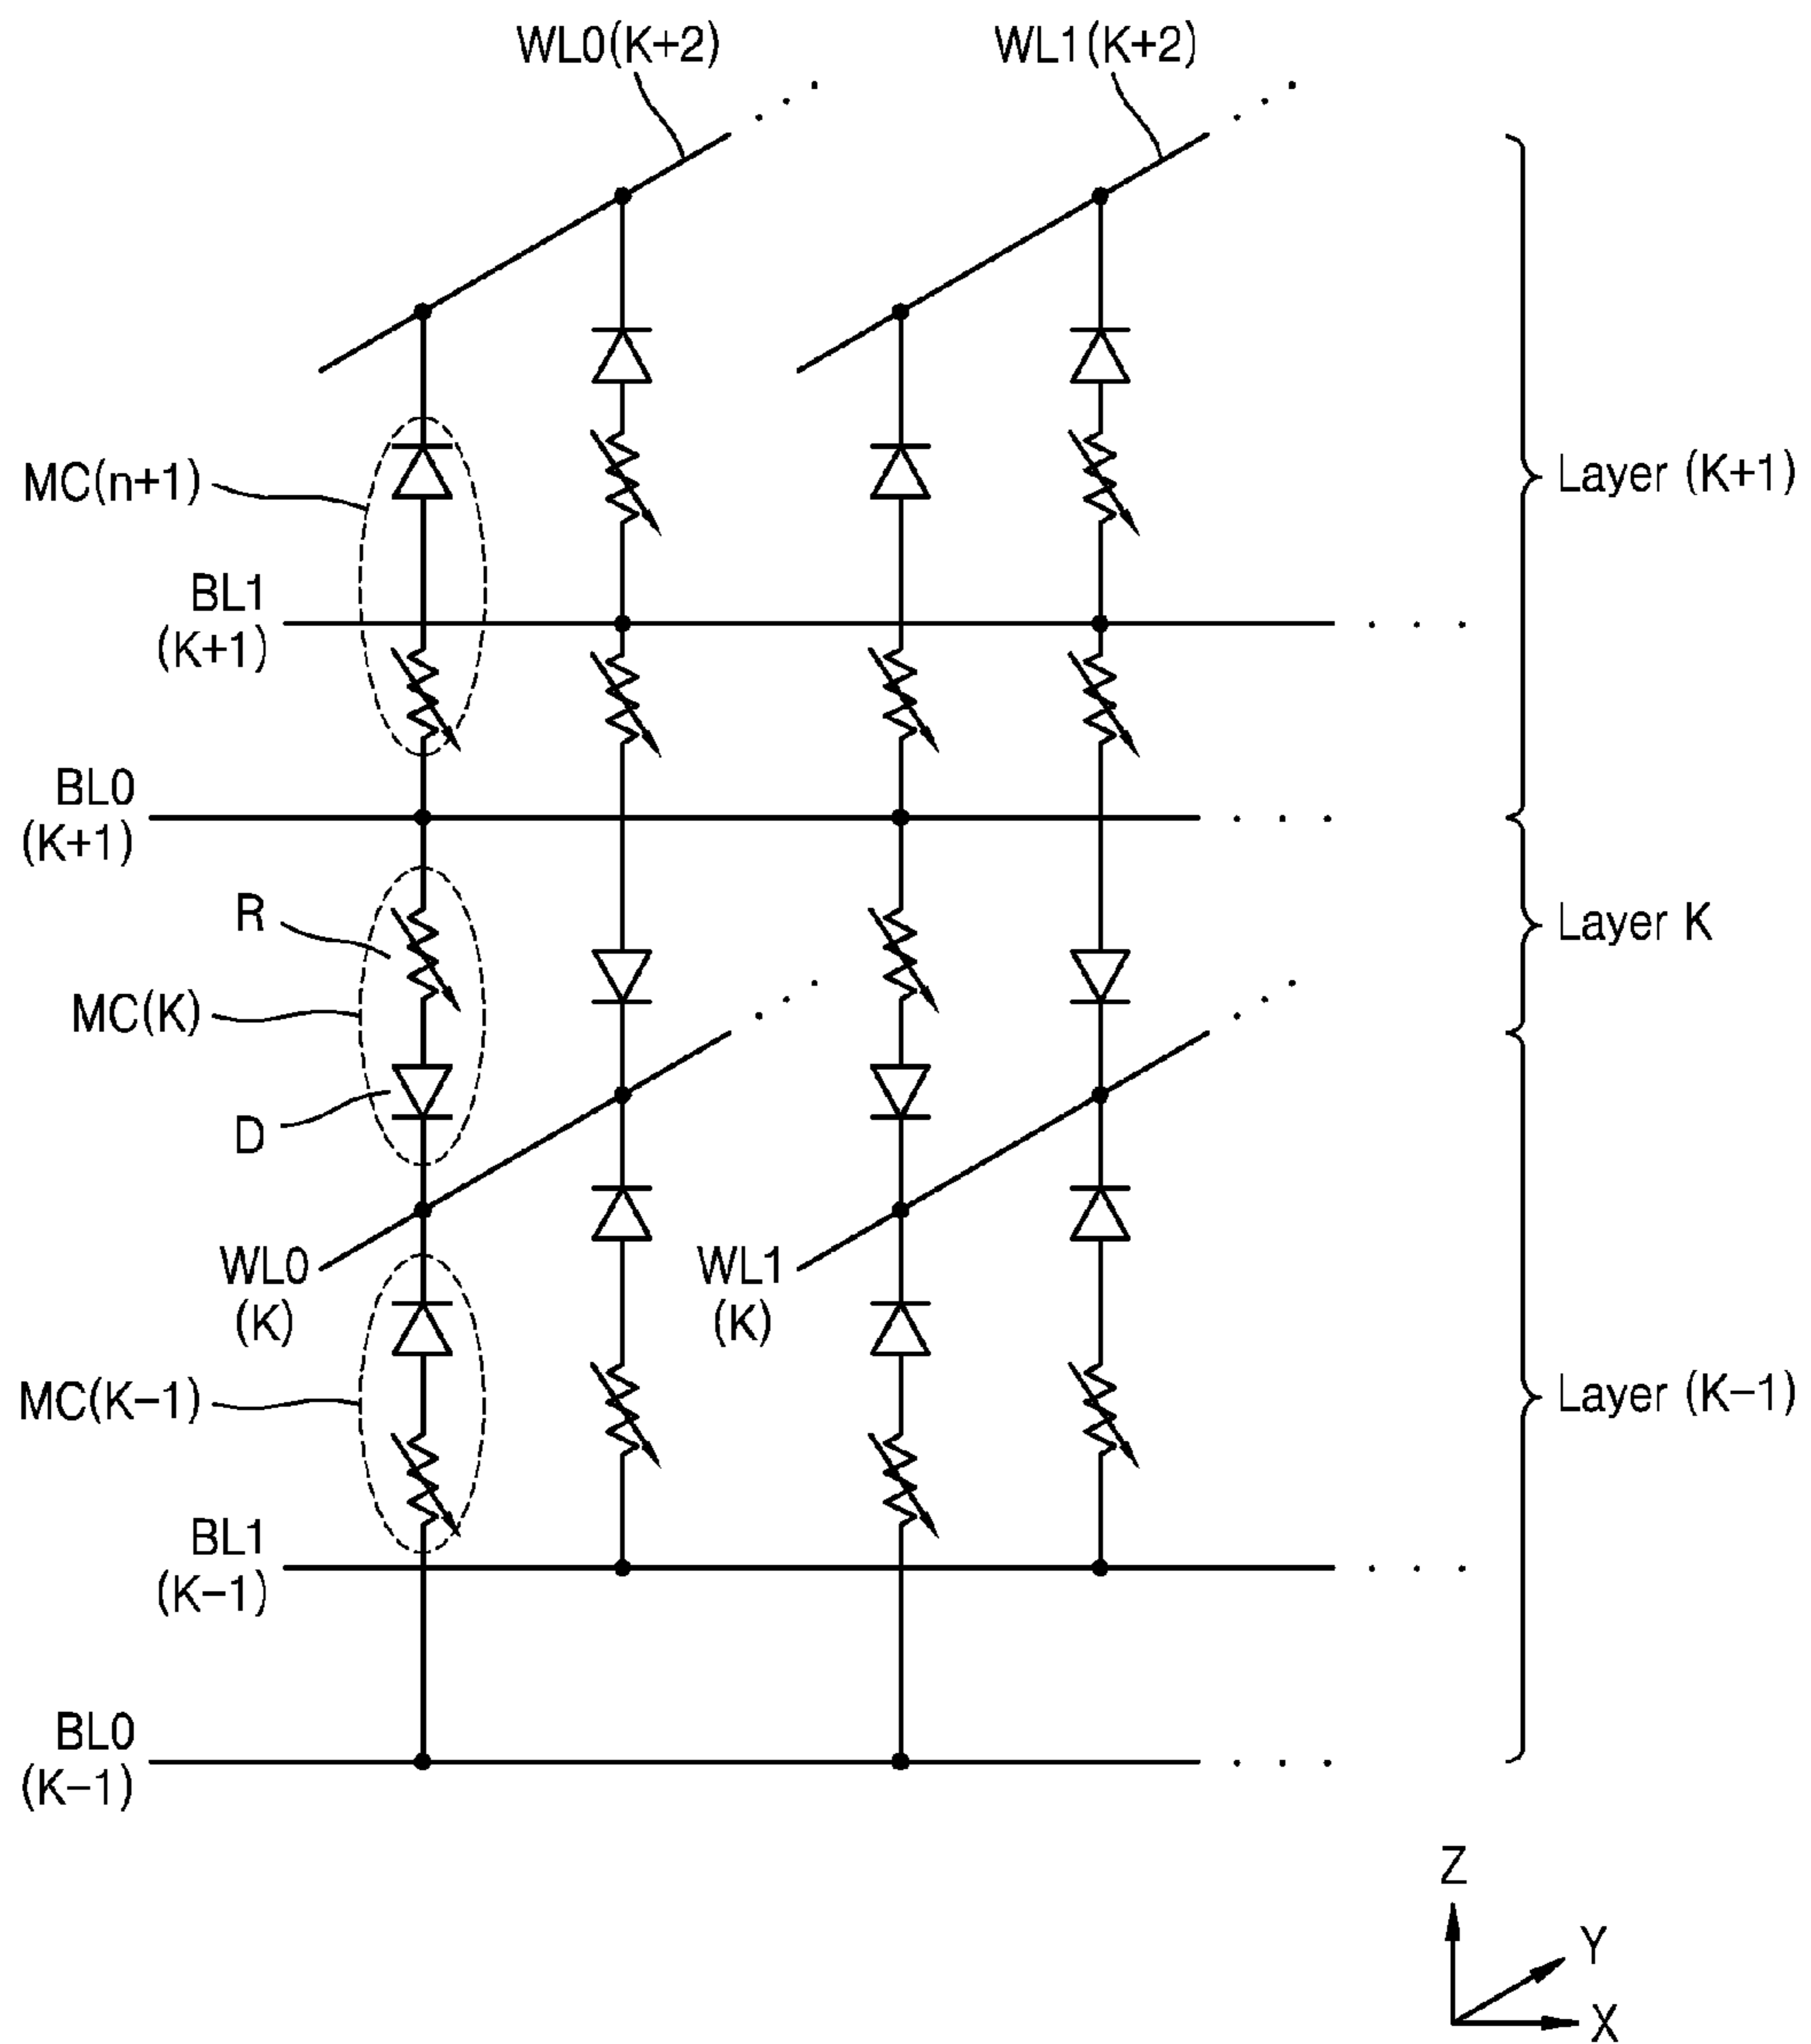 WL0(K+2)
WL1(K+2)
MC(n+1)
Layer (K+1)
BL1
(K+1)
BL0
(K+1)
R
Layer K
MC(K)
D
WL0
(K)
WL1
(K)
MC(K-1)
Layer (K-1)
BL1
(K-1)
BL0
(K-1)
Z
Y
X